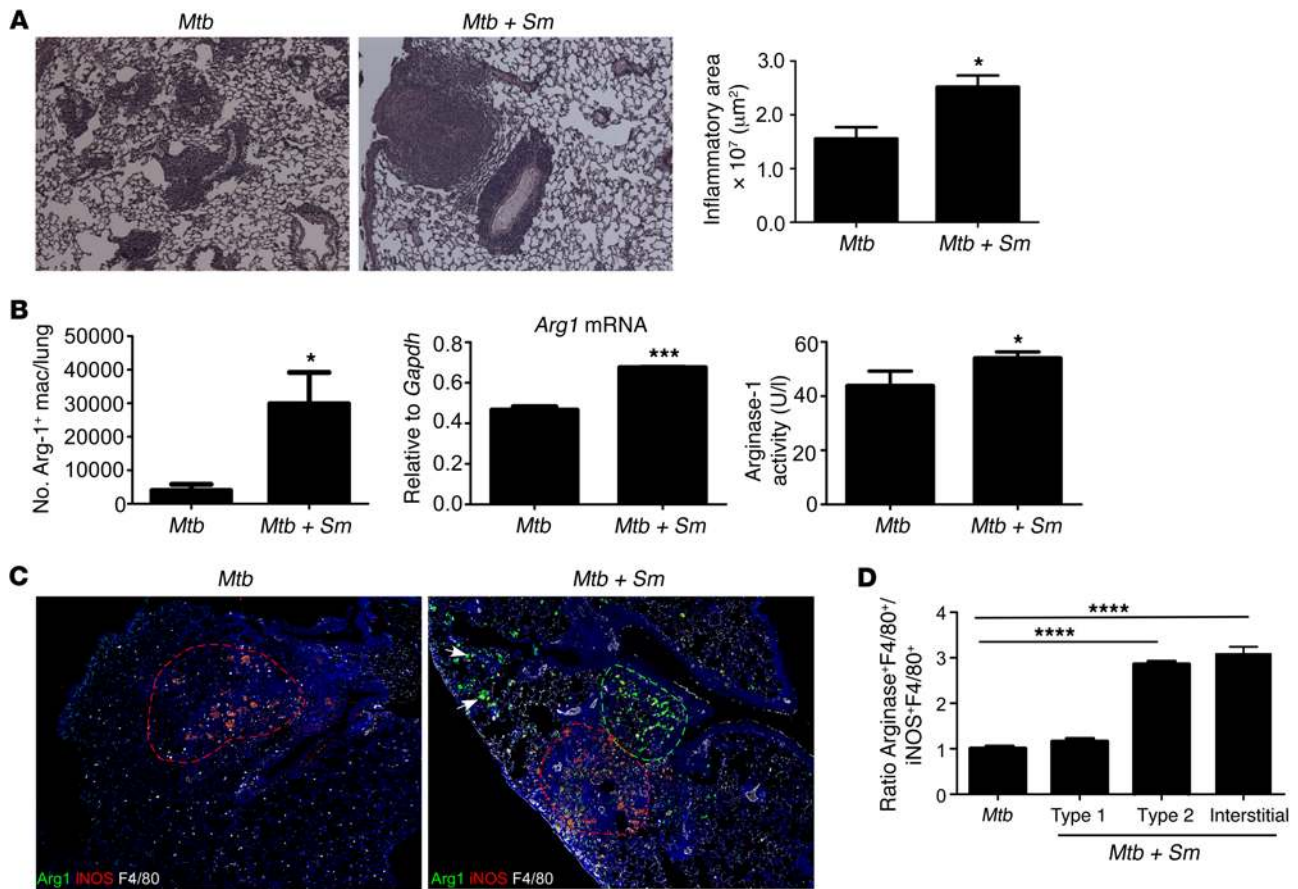 A
Mtb
Mtb + Sm
Inflammatory area
× 10⁷ (μm²)
3.0
2.0
1.0
0.0
*
Mtb
Mtb + Sm
B
No. Arg-1⁺ mac/lung
50000
40000
30000
20000
10000
0
*
Mtb
Mtb + Sm
Arg1 mRNA
Relative to Gapdh
0.8
0.6
0.4
0.2
0.0
***
Mtb
Mtb + Sm
Arginase-1
activity (U/l)
60
40
20
0
*
Mtb
Mtb + Sm
C
Mtb
Mtb + Sm
Arg1 iNOS F4/80
Arg1 iNOS F4/80
D
Ratio Arginase⁺F4/80⁺/
iNOS⁺F4/80⁺
4
3
2
1
0
****
****
Mtb
Type 1
Type 2
Interstitial
Mtb + Sm